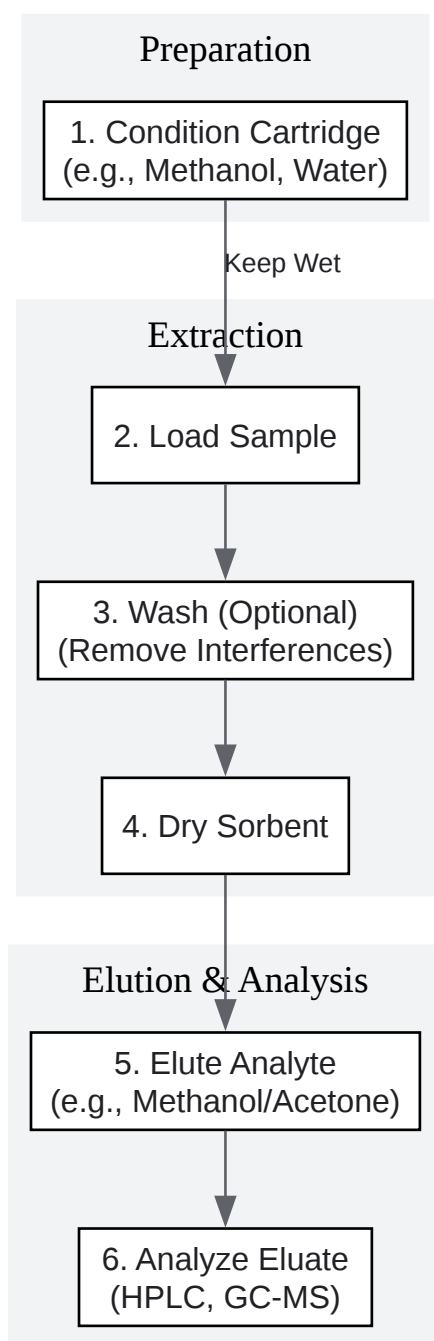 Preparation
1. Condition Cartridge
(e.g., Methanol, Water)
Keep Wet
Extraction
2. Load Sample
3. Wash (Optional)
(Remove Interferences)
4. Dry Sorbent
Elution & Analysis
5. Elute Analyte
(e.g., Methanol/Acetone)
6. Analyze Eluate
(HPLC, GC-MS)